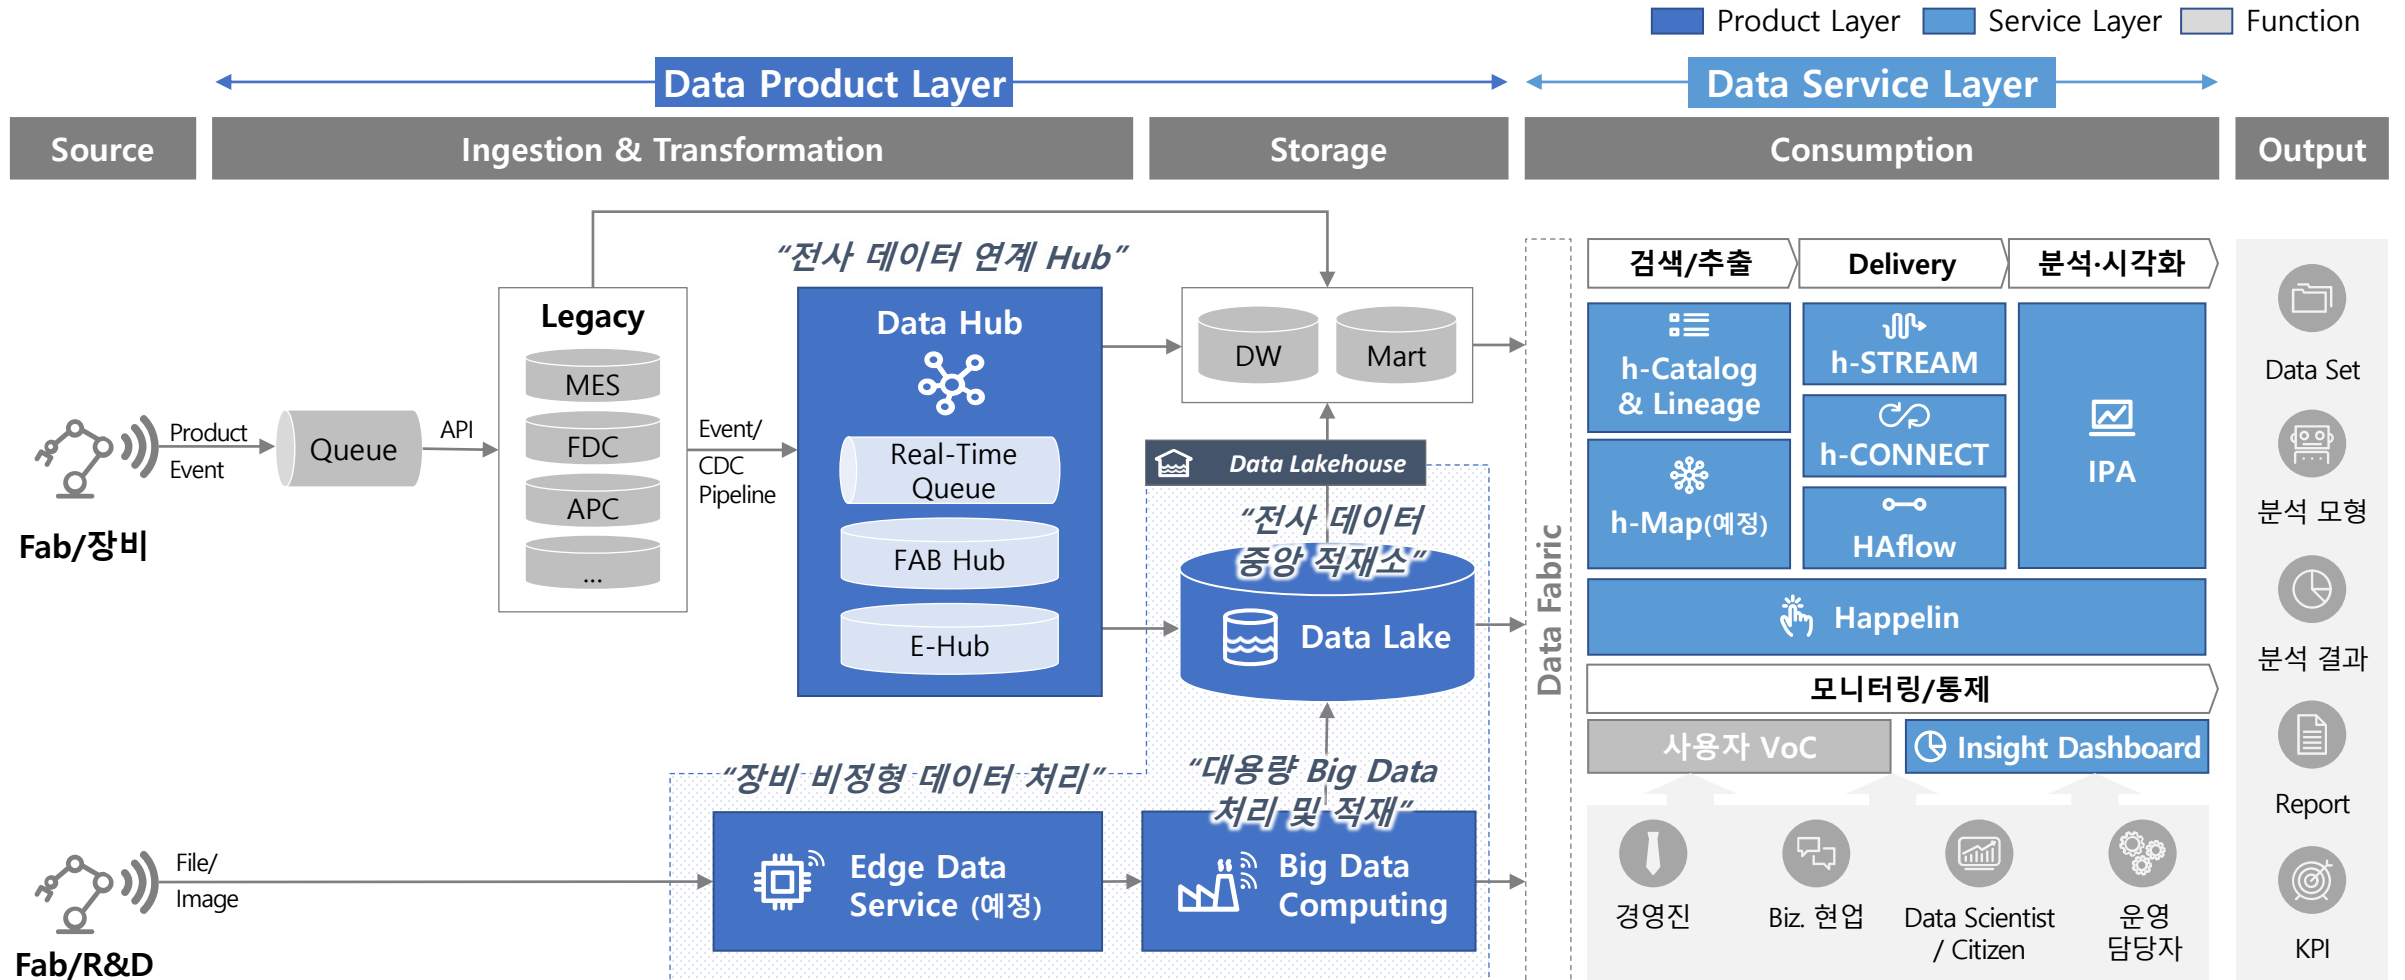 Product Layer
Service Layer
Function
Data Product Layer
Data Service Layer
Source
Ingestion & Transformation
Storage
Consumption
Output
“전사 데이터 연계 Hub”
Legacy
MES
FDC
APC
...
Product
Event
Queue
API
Event/
CDC
Pipeline
Fab/장비
Data Hub
Real-Time
Queue
FAB Hub
E-Hub
DW
Mart
Data Lakehouse
“전사 데이터
중앙 적재소”
Data Lake
“장비 비정형 데이터 처리”
“대용량 Big Data
처리 및 적재”
File/
Image
Fab/R&D
Edge Data
Service (예정)
Big Data
Computing
Data Fabric
검색/추출
Delivery
분석·시각화
h-Catalog
& Lineage
h-Map(예정)
h-STREAM
h-CONNECT
HAflow
IPA
Happelin
모니터링/통제
사용자 VoC
Insight Dashboard
경영진
Biz. 현업
Data Scientist
/ Citizen
운영
담당자
Data Set
분석 모형
분석 결과
Report
KPI